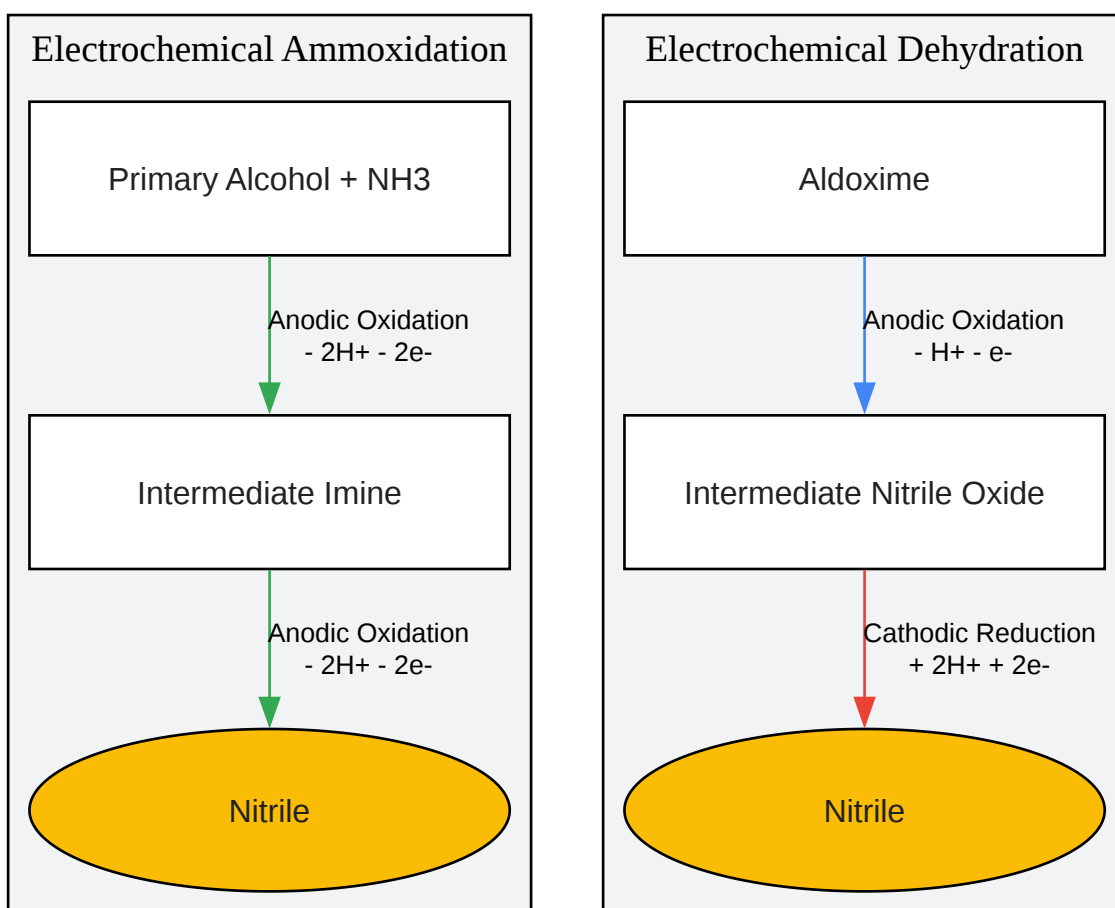 Electrochemical Ammoxidation
Primary Alcohol + NH3
Anodic Oxidation
- 2H+ - 2e-
Intermediate Imine
Anodic Oxidation
- 2H+ - 2e-
Nitrile
Electrochemical Dehydration
Aldoxime
Anodic Oxidation
- H+ - e-
Intermediate Nitrile Oxide
Cathodic Reduction
+ 2H+ + 2e-
Nitrile